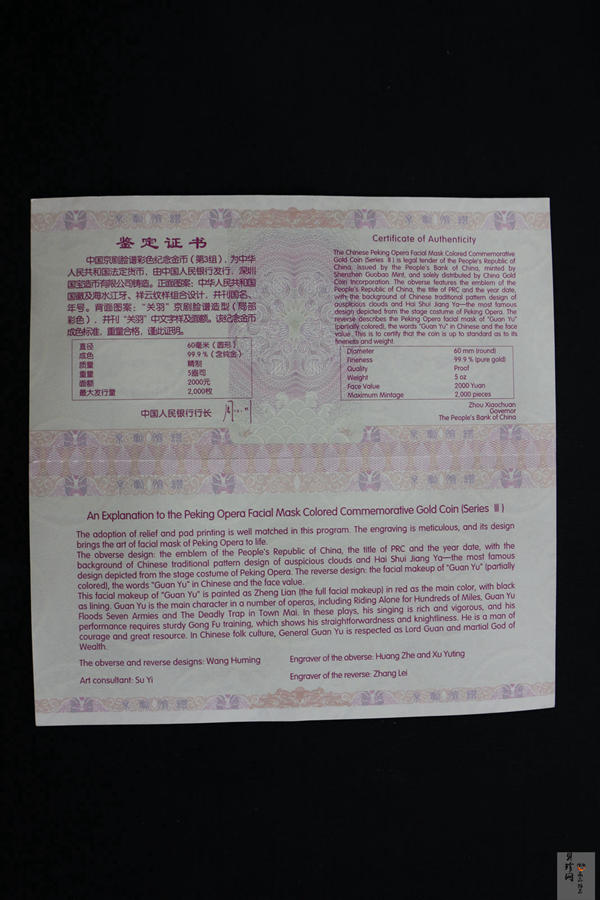 鉴定证书
中国京剧脸谱彩色纪念金币（第3组），为中华
人民共和国法定货币，由中国人民银行发行，深圳
国宝造币有限公司铸造。正面图案：中华人民共和国
国徽及海水江牙、祥云纹样组合设计，并刊国名、
年号。背面图案：“关羽”京剧脸谱造型（局部
彩色），并刊“关羽”中文字样及面额。该纪念金币
成色标准，重量合格，谨此证明。
直径 60毫米（圆形）
成色 99.9%（含纯金）
质量 精制
重量 5盎司
面额 2000元
最大发行量 2,000枚
中国人民银行行长
Certificate of Authenticity
The Chinese Peking Opera Facial Mask Colored Commemorative
Gold Coin (Series Ⅲ) is legal tender of the People's Republic of
China, issued by the People's Bank of China, minted by
Shenzhen Guobao Mint, and solely distributed by China Gold
Coin Incorporation. The obverse features the emblem of the
People's Republic of China, the title of PRC and the year date,
with the background of Chinese traditional pattern design of
auspicious clouds and Hai Shui Jiang Ya—the most famous
design depicted from the stage costume of Peking Opera. The
reverse describes the Peking Opera facial mask of "Guan Yu"
(partially colored), the words "Guan Yu" in Chinese and the face
value. This is to certify that the coin is up to standard as to its
fineness and weight.
Diameter 60 mm (round)
Fineness 99.9 % (pure gold)
Quality Proof
Weight 5 oz
Face Value 2000 Yuan
Maximum Mintage 2,000 pieces
Zhou Xiaochuan
Governor
The People's Bank of China
An Explanation to the Peking Opera Facial Mask Colored Commemorative Gold Coin (Series Ⅲ)
The adoption of relief and pad printing is well matched in this program. The engraving is meticulous, and its design
brings the art of facial mask of Peking Opera to life.
The obverse design: the emblem of the People's Republic of China, the title of PRC and the year date, with the
background of Chinese traditional pattern design of auspicious clouds and Hai Shui Jiang Ya—the most famous
design depicted from the stage costume of Peking Opera. The reverse design: the facial makeup of "Guan Yu" (partially
colored), the words "Guan Yu" in Chinese and the face value.
This facial makeup of "Guan Yu" is painted as Zheng Lian (the full facial makeup) in red as the main color, with black
as lining. Guan Yu is the main character in a number of operas, including Riding Alone for Hundreds of Miles, Guan Yu
Floods Seven Armies and The Deadly Trap in Town Mai. In these plays, his singing is rich and vigorous, and his
performance requires sturdy Gong Fu training, which shows his straightforwardness and knightliness. He is a man of
courage and great resource. In Chinese folk culture, General Guan Yu is respected as Lord Guan and martial God of
Wealth.
The obverse and reverse designs: Wang Huming
Engraver of the obverse: Huang Zhe and Xu Yuting
Art consultant: Su Yi
Engraver of the reverse: Zhang Lei